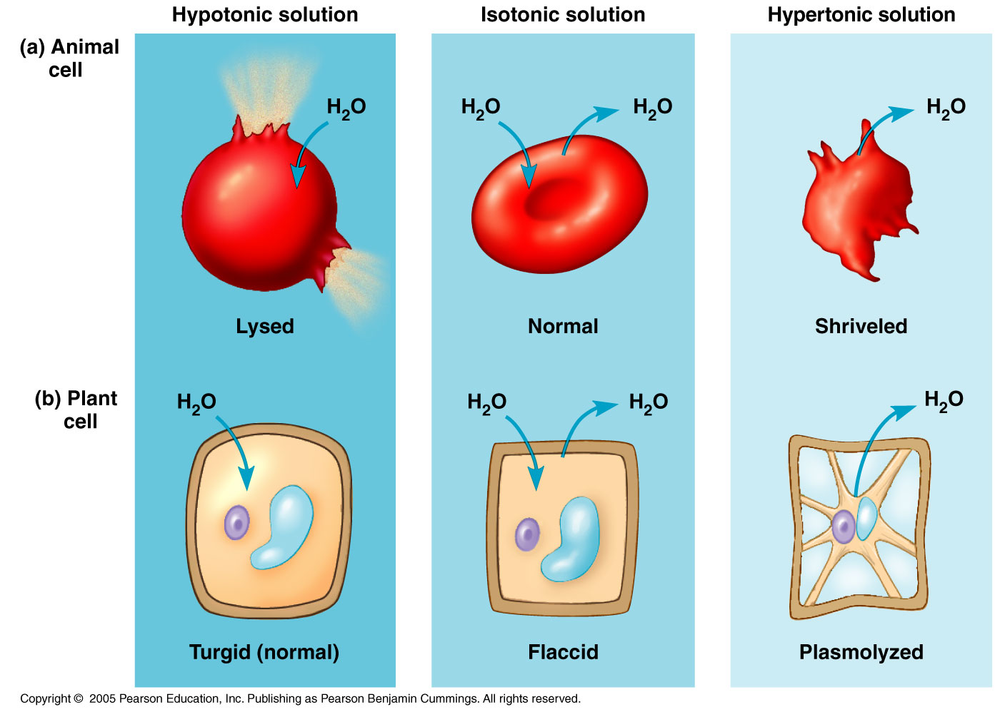 Hypotonic solution
Isotonic solution
Hypertonic solution
(a) Animal
cell
H₂O
H₂O
H₂O
H₂O
Lysed
Normal
Shriveled
(b) Plant
cell
H₂O
H₂O
H₂O
H₂O
Turgid (normal)
Flaccid
Plasmolyzed
Copyright © 2005 Pearson Education, Inc. Publishing as Pearson Benjamin Cummings. All rights reserved.